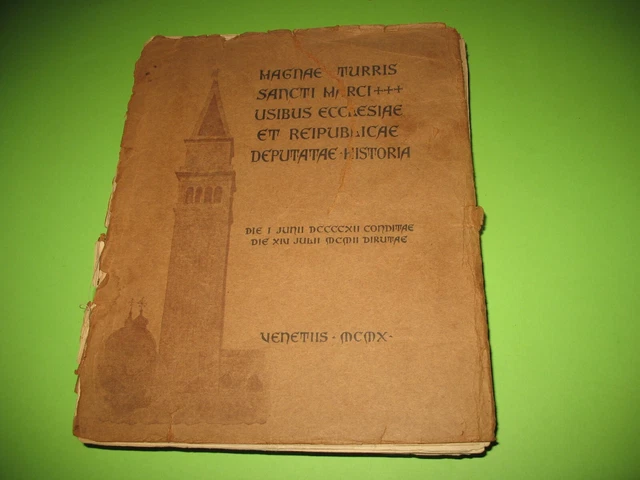 MAGNAE TURRIS
SANCTI MARCI+++
USIBUS ECCLESIAE
ET REIPUBLICAE
DEPUTATAE·HISTORIA
DIE I JUNII DCCCCXII CONDITAE
DIE XIV JULII MCMII DIRUTAE
VENETIIS · MCMX·